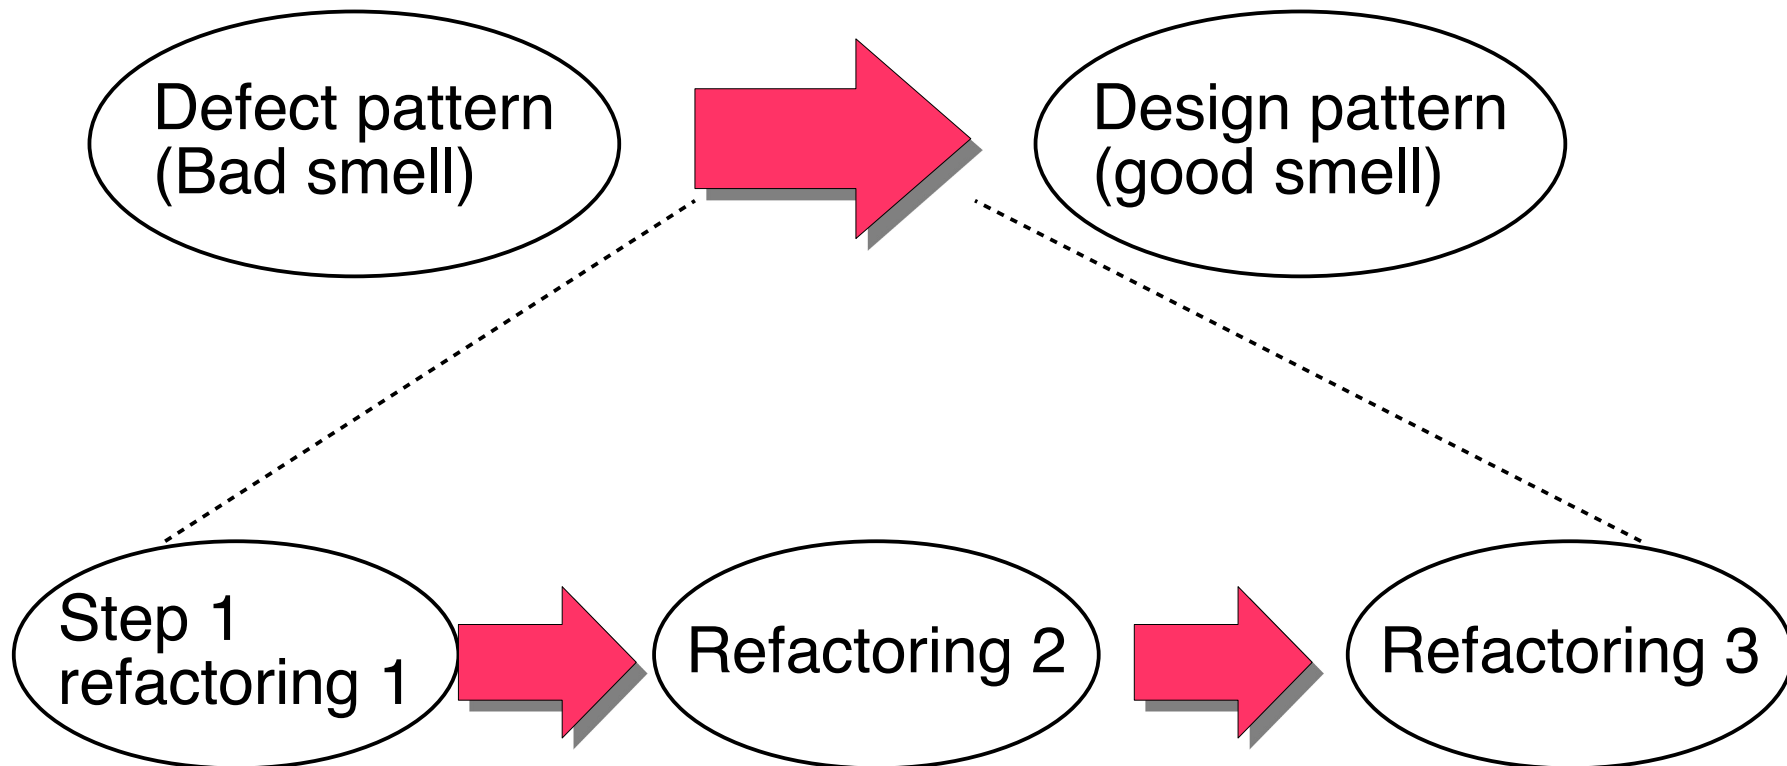 Defect pattern
(Bad smell)
Design pattern
(good smell)
Step 1
refactoring 1
Refactoring 2
Refactoring 3